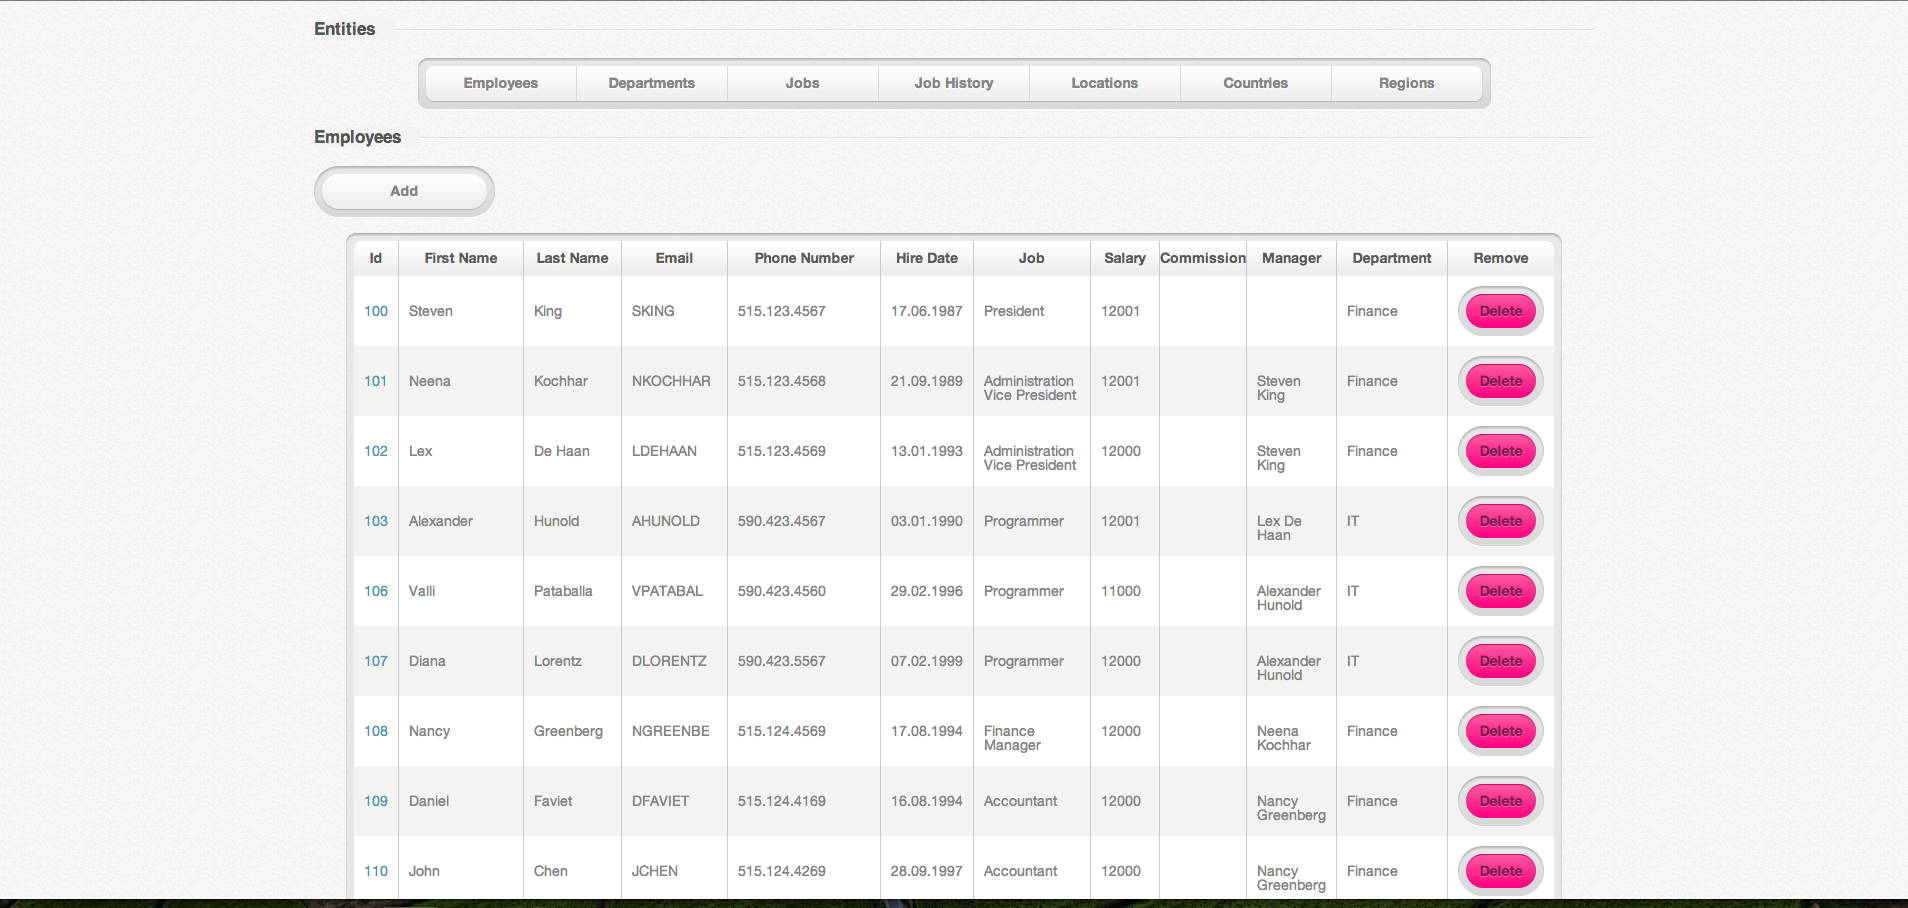 Entities
Employees Departments Jobs Job History Locations Countries Regions
Employees
Add
Id First Name Last Name Email Phone Number Hire Date Job Salary Commission Manager Department Remove
100 Steven King SKING 515.123.4567 17.06.1987 President 12001 Finance Delete
101 Neena Kochhar NKOCHHAR 515.123.4568 21.09.1989 Administration 12001 Steven Finance Delete
Vice President King
102 Lex De Haan LDEHAAN 515.123.4569 13.01.1993 Administration 12000 Steven Finance Delete
Vice President King
103 Alexander Hunold AHUNOLD 590.423.4567 03.01.1990 Programmer 12001 Lex De IT Delete
Haan
106 Valli Pataballa VPATABAL 590.423.4560 29.02.1996 Programmer 11000 Alexander IT Delete
Hunold
107 Diana Lorentz DLORENTZ 590.423.5567 07.02.1999 Programmer 12000 Alexander IT Delete
Hunold
108 Nancy Greenberg NGREENBE 515.124.4569 17.08.1994 Finance 12000 Neena Finance Delete
Manager Kochhar
109 Daniel Faviet DFAVIET 515.124.4169 16.08.1994 Accountant 12000 Nancy Finance Delete
Greenberg
110 John Chen JCHEN 515.124.4269 28.09.1997 Accountant 12000 Nancy Finance Delete
Greenberg